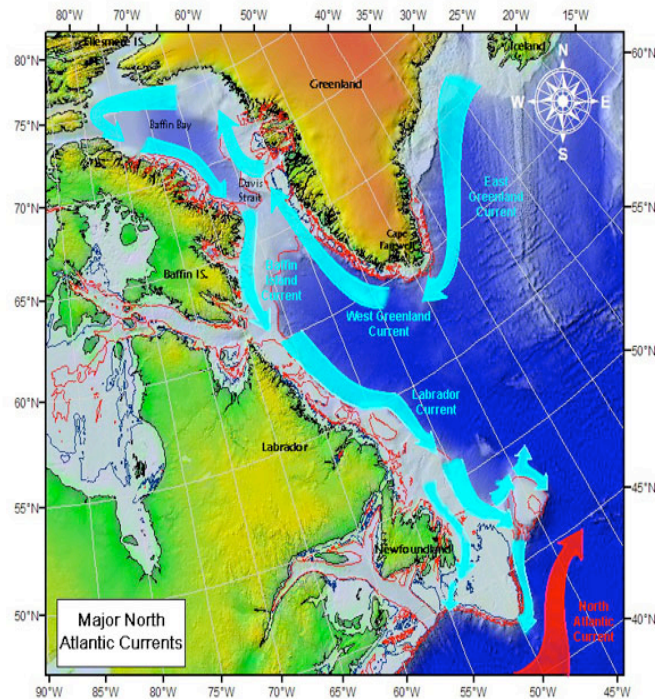 80°W
70°W
60°W
50°W
40°W
30°W
25°W
20°W
15°W
80°N
75°N
70°N
65°N
60°N
55°N
50°N
60°N
55°N
50°N
45°N
40°N
Ellesmere IS.
Greenland
Iceland
N
W
E
S
Baffin Bay
Davis
Strait
Cape
Farewell
East
Greenland
Current
Baffin IS.
Baffin
Island
Current
West Greenland
Current
Labrador
Current
Labrador
Newfoundland
North
Atlantic
Current
Major North
Atlantic Currents
90°W
85°W
80°W
75°W
70°W
65°W
60°W
55°W
50°W
45°W